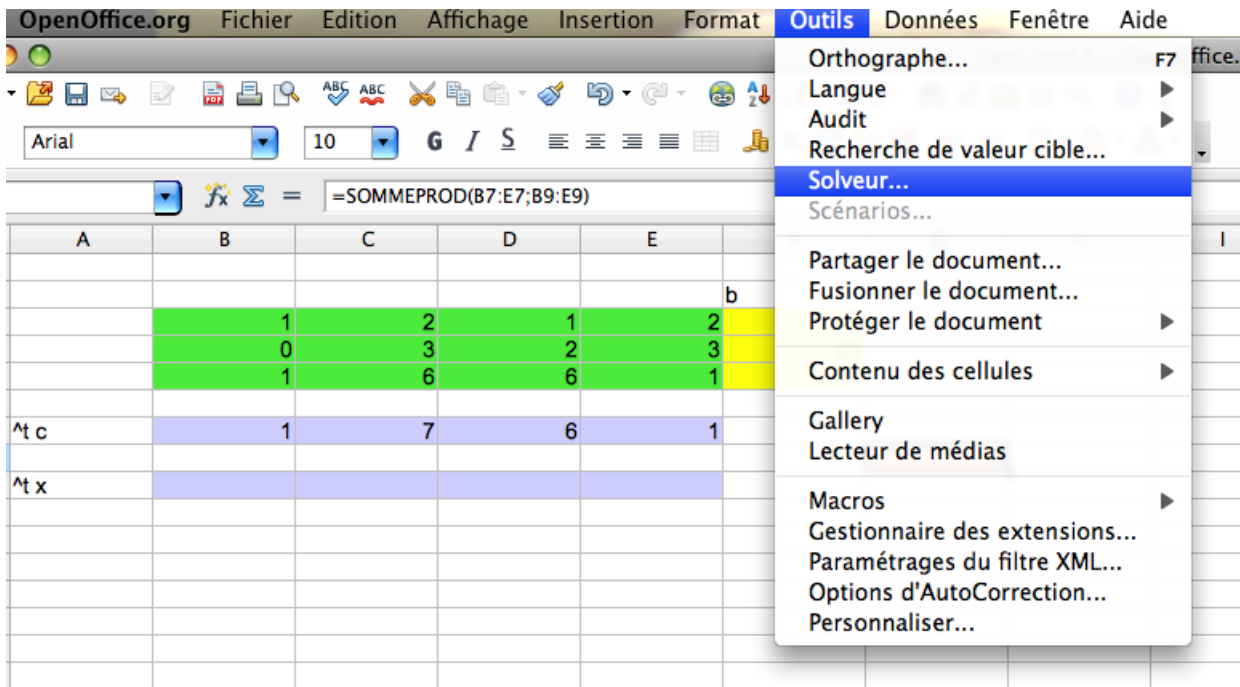 OpenOffice.org Fichier Edition Affichage Insertion Format Outils Données Fenêtre Aide
ffice.
ABC ABC
Arial 10 G I S
fx Σ = =SOMMEPROD(B7:E7;B9:E9)
A B C D E I
b
1 2 1 2
0 3 2 3
1 6 6 1
^t c 1 7 6 1
^t x
Orthographe... F7
Langue
Audit
Recherche de valeur cible...
Solveur...
Scénarios...
Partager le document...
Fusionner le document...
Protéger le document
Contenu des cellules
Gallery
Lecteur de médias
Macros
Gestionnaire des extensions...
Paramétrages du filtre XML...
Options d'AutoCorrection...
Personnaliser...